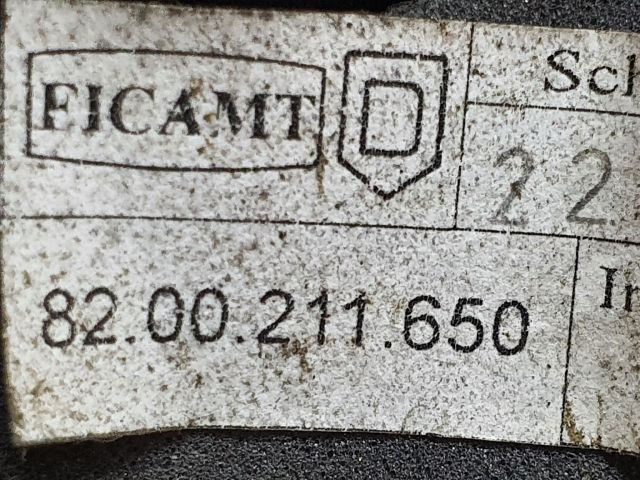 FICAMT
Sch
22
82.00.211.650
In